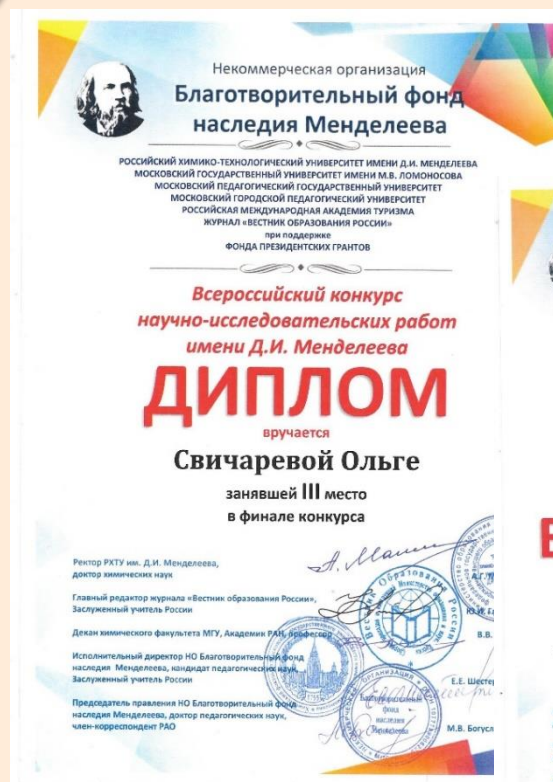 Некоммерческая организация
Благотворительный фонд
наследия Менделеева
РОССИЙСКИЙ ХИМИКО-ТЕХНОЛОГИЧЕСКИЙ УНИВЕРСИТЕТ ИМЕНИ Д.И. МЕНДЕЛЕЕВА
МОСКОВСКИЙ ГОСУДАРСТВЕННЫЙ УНИВЕРСИТЕТ ИМЕНИ М.В. ЛОМОНОСОВА
МОСКОВСКИЙ ПЕДАГОГИЧЕСКИЙ ГОСУДАРСТВЕННЫЙ УНИВЕРСИТЕТ
МОСКОВСКИЙ ГОРОДСКОЙ ПЕДАГОГИЧЕСКИЙ УНИВЕРСИТЕТ
РОССИЙСКАЯ МЕЖДУНАРОДНАЯ АКАДЕМИЯ ТУРИЗМА
ЖУРНАЛ «ВЕСТНИК ОБРАЗОВАНИЯ РОССИИ»
при поддержке
ФОНДА ПРЕЗИДЕНТСКИХ ГРАНТОВ
Всероссийский конкурс
научно-исследовательских работ
имени Д.И. Менделеева
ДИПЛОМ
вручается
Свичаревой Ольге
занявшей III место
в финале конкурса
Ректор РХТУ им. Д.И. Менделеева,
доктор химических наук
Главный редактор журнала «Вестник образования России»,
Заслуженный учитель России
Декан химического факультета МГУ, Академик РАН, профессор
В.В.
Исполнительный директор НО Благотворительный фонд
наследия Менделеева, кандидат педагогических наук,
Заслуженный учитель России
Е.Е. Шесте
Председатель правления НО Благотворительный фонд
наследия Менделеева, доктор педагогических наук,
член-корреспондент РАО
М.В. Богусл